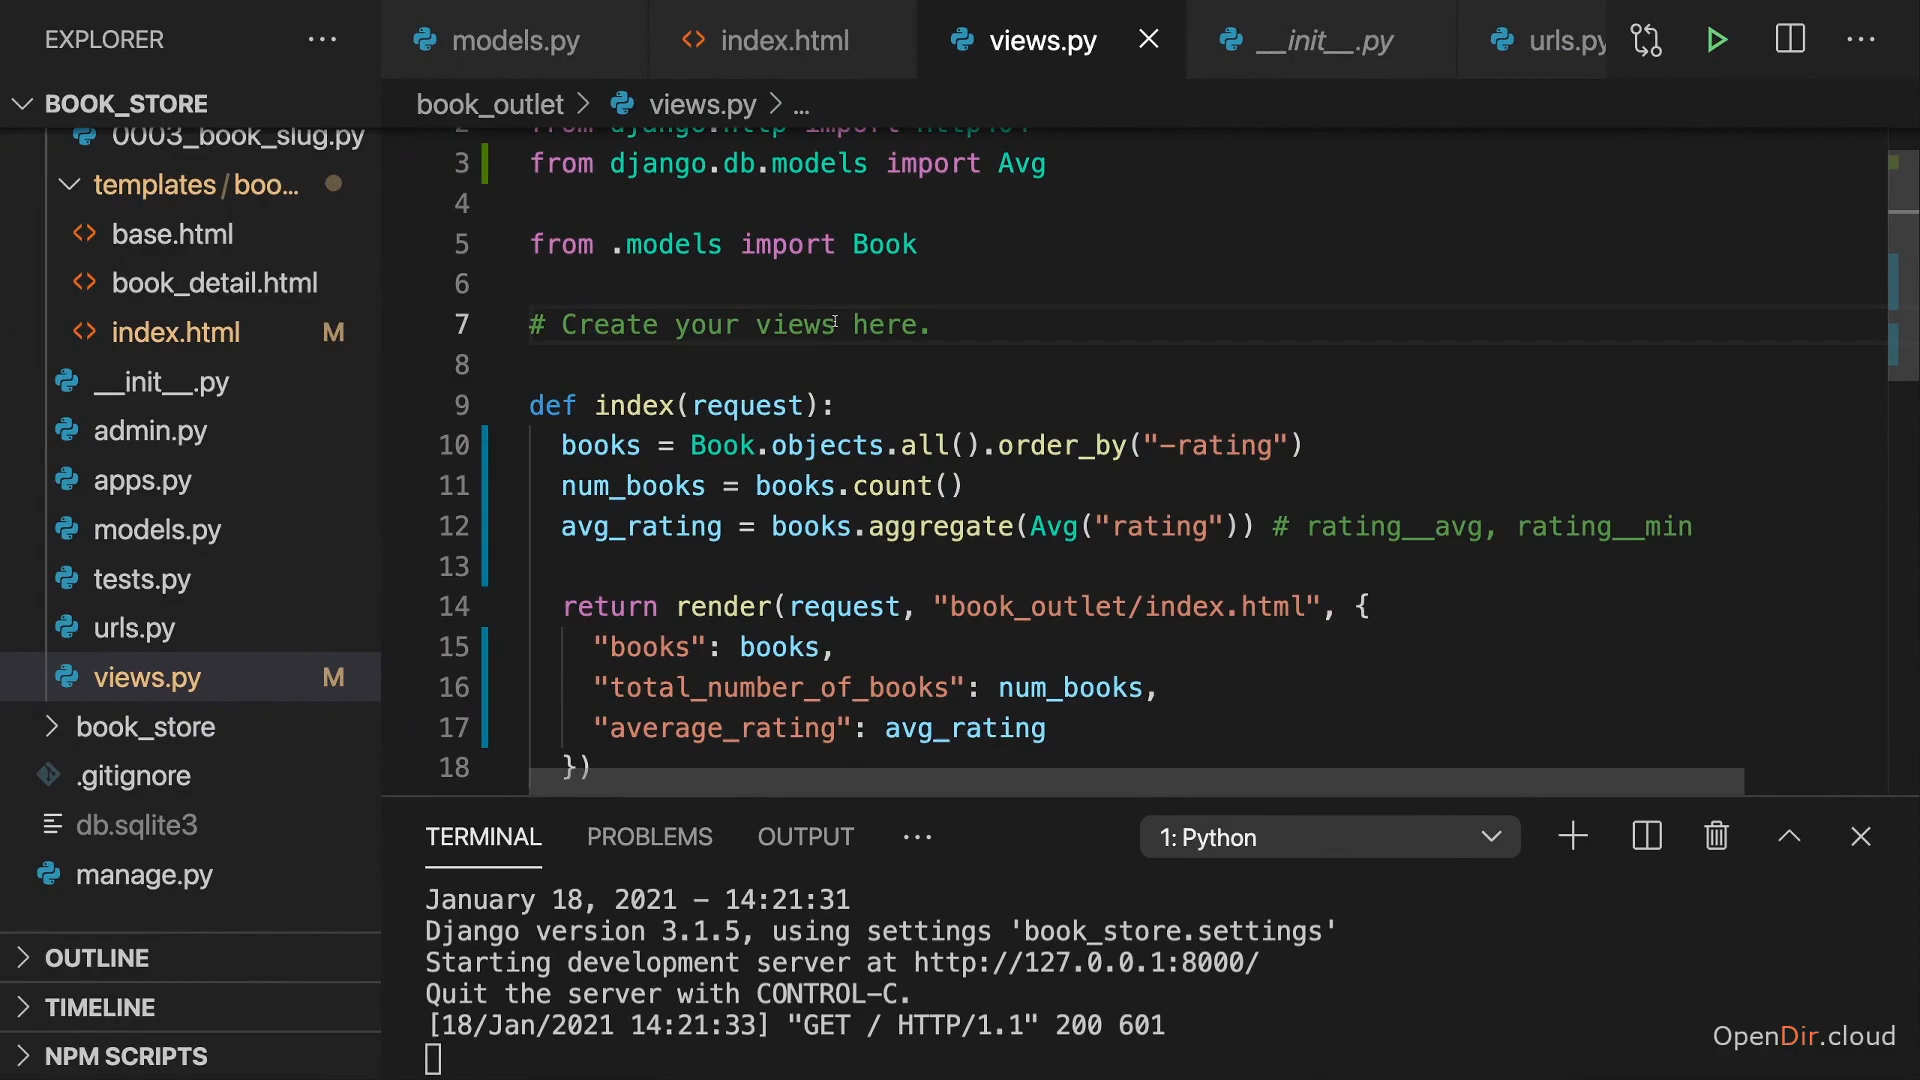 EXPLORER
models.py
index.html
views.py
__init__.py
urls.py
BOOK_STORE
book_outlet > views.py > ...
0003_book_slug.py
templates/boo...
base.html
book_detail.html
index.html M
__init__.py
admin.py
apps.py
models.py
tests.py
urls.py
views.py M
book_store
.gitignore
db.sqlite3
manage.py
OUTLINE
TIMELINE
NPM SCRIPTS
2 from django.http import Http404
3 from django.db.models import Avg
4
5 from .models import Book
6
7 # Create your views here.
8
9 def index(request):
10 books = Book.objects.all().order_by("-rating")
11 num_books = books.count()
12 avg_rating = books.aggregate(Avg("rating")) # rating__avg, rating__min
13
14 return render(request, "book_outlet/index.html", {
15 "books": books,
16 "total_number_of_books": num_books,
17 "average_rating": avg_rating
18 })
TERMINAL PROBLEMS OUTPUT
1: Python
January 18, 2021 - 14:21:31
Django version 3.1.5, using settings 'book_store.settings'
Starting development server at http://127.0.0.1:8000/
Quit the server with CONTROL-C.
[18/Jan/2021 14:21:33] "GET / HTTP/1.1" 200 601
OpenDir.cloud